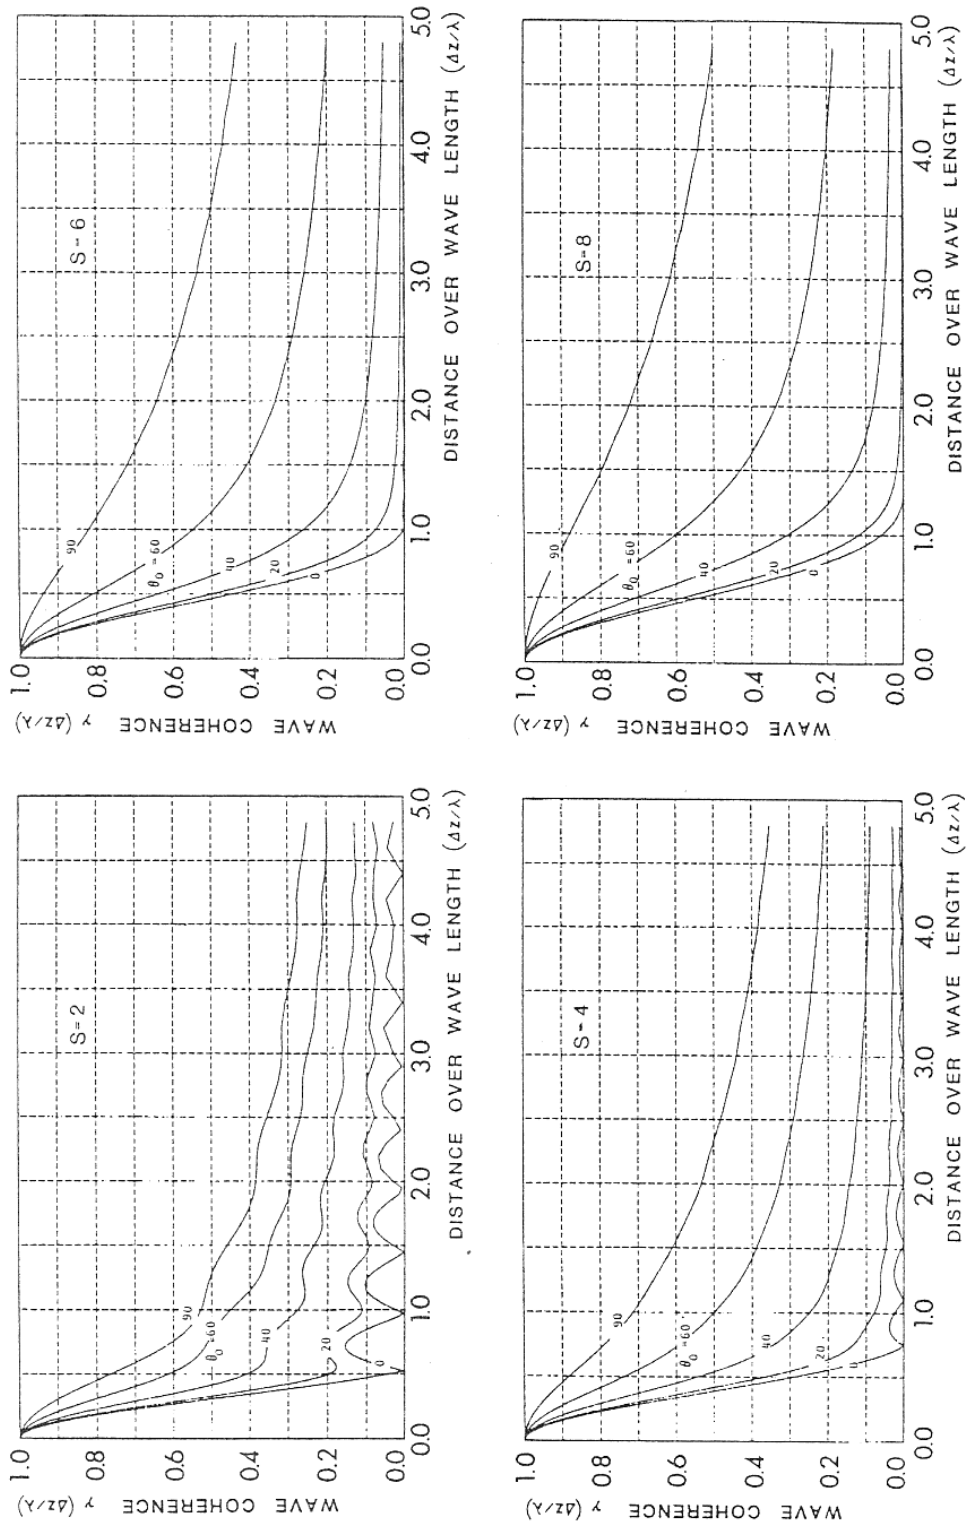 WAVE COHERENCE γ (Δz/λ)
1.0
0.8
0.6
0.4
0.2
0.0
S=2
90
θ₀=60
40
20
0
0.0 1.0 2.0 3.0 4.0 5.0
DISTANCE OVER WAVE LENGTH (Δz/λ)
WAVE COHERENCE γ (Δz/λ)
1.0
0.8
0.6
0.4
0.2
0.0
S-6
90
θ₀=60
40
20
0
0.0 1.0 2.0 3.0 4.0 5.0
DISTANCE OVER WAVE LENGTH (Δz/λ)
WAVE COHERENCE γ (Δz/λ)
1.0
0.8
0.6
0.4
0.2
0.0
S-4
90
θ₀=60
40
20
0
0.0 1.0 2.0 3.0 4.0 5.0
DISTANCE OVER WAVE LENGTH (Δz/λ)
WAVE COHERENCE γ (Δz/λ)
1.0
0.8
0.6
0.4
0.2
0.0
S=8
90
θ₀=60
40
20
0
0.0 1.0 2.0 3.0 4.0 5.0
DISTANCE OVER WAVE LENGTH (Δz/λ)